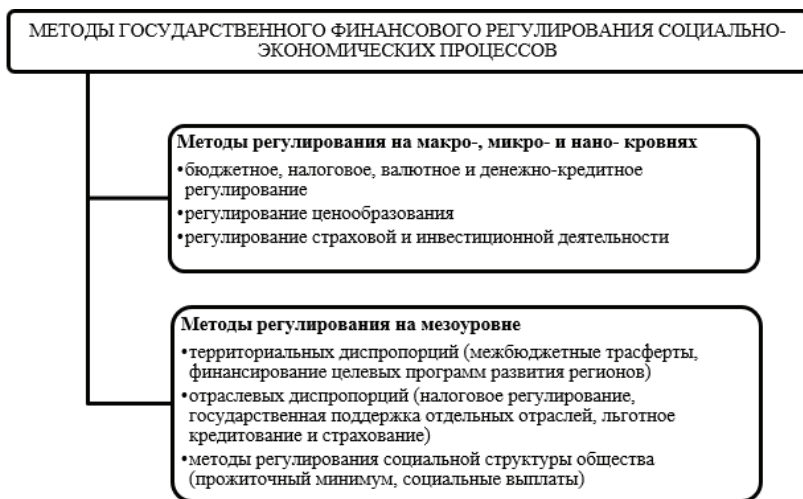 МЕТОДЫ ГОСУДАРСТВЕННОГО ФИНАНСОВОГО РЕГУЛИРОВАНИЯ СОЦИАЛЬНО-
ЭКОНОМИЧЕСКИХ ПРОЦЕССОВ
Методы регулирования на макро-, микро- и нано- кровнях
•бюджетное, налоговое, валютное и денежно-кредитное
регулирование
•регулирование ценообразования
•регулирование страховой и инвестиционной деятельности
Методы регулирования на мезоуровне
•территориальных диспропорций (межбюджетные трасферты,
финансирование целевых программ развития регионов)
•отраслевых диспропорций (налоговое регулирование,
государственная поддержка отдельных отраслей, льготное
кредитование и страхование)
•методы регулирования социальной структуры общества
(прожиточный минимум, социальные выплаты)